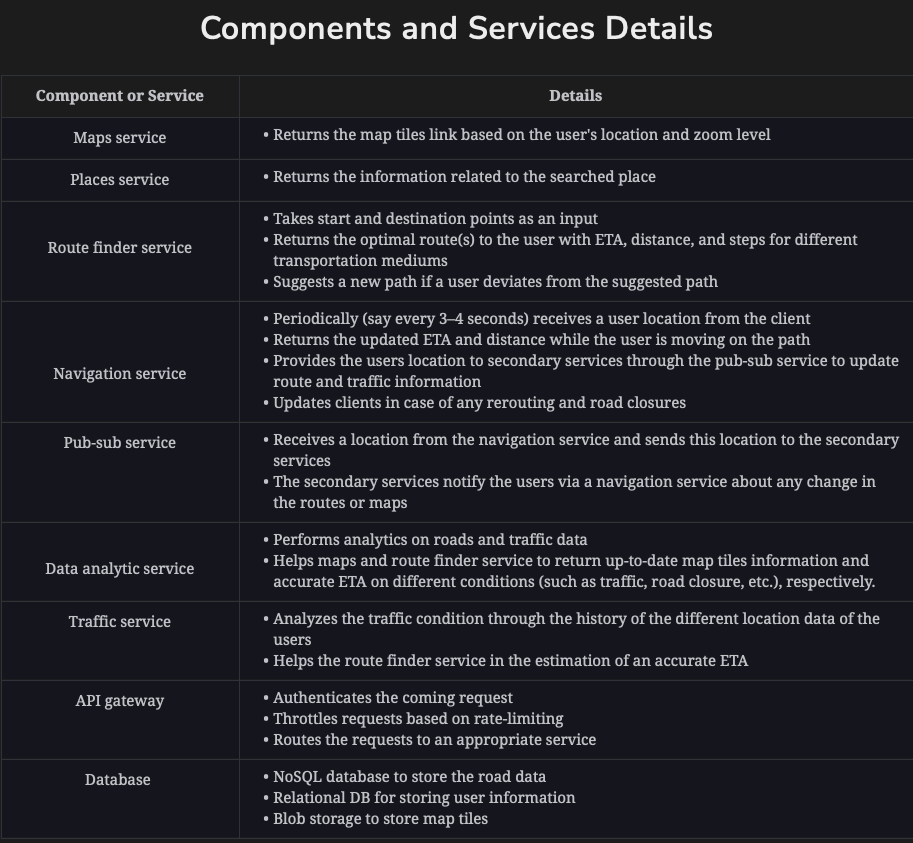 Components and Services Details
Component or Service
Details
Maps service
• Returns the map tiles link based on the user's location and zoom level
Places service
• Returns the information related to the searched place
Route finder service
• Takes start and destination points as an input
• Returns the optimal route(s) to the user with ETA, distance, and steps for different
transportation mediums
• Suggests a new path if a user deviates from the suggested path
Navigation service
• Periodically (say every 3–4 seconds) receives a user location from the client
• Returns the updated ETA and distance while the user is moving on the path
• Provides the users location to secondary services through the pub-sub service to update
route and traffic information
• Updates clients in case of any rerouting and road closures
Pub-sub service
• Receives a location from the navigation service and sends this location to the secondary
services
• The secondary services notify the users via a navigation service about any change in
the routes or maps
Data analytic service
• Performs analytics on roads and traffic data
• Helps maps and route finder service to return up-to-date map tiles information and
accurate ETA on different conditions (such as traffic, road closure, etc.), respectively.
Traffic service
• Analyzes the traffic condition through the history of the different location data of the
users
• Helps the route finder service in the estimation of an accurate ETA
API gateway
• Authenticates the coming request
• Throttles requests based on rate-limiting
• Routes the requests to an appropriate service
Database
• NoSQL database to store the road data
• Relational DB for storing user information
• Blob storage to store map tiles